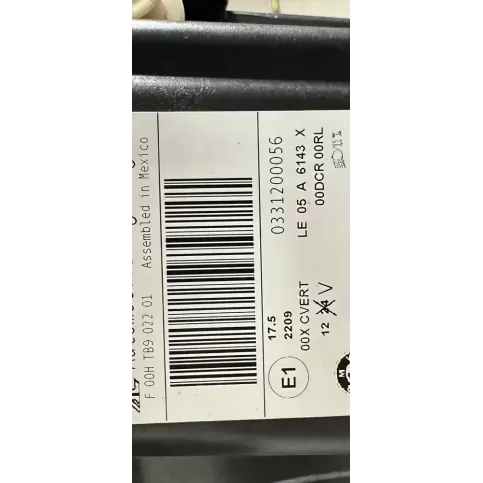 F 00H TB9 022 01 Assembled in Mexico
0331200056
17.5
2209 LE 05 A 6143 X
00X CVERT 00DCR 00RL
12 24 V
E1
M